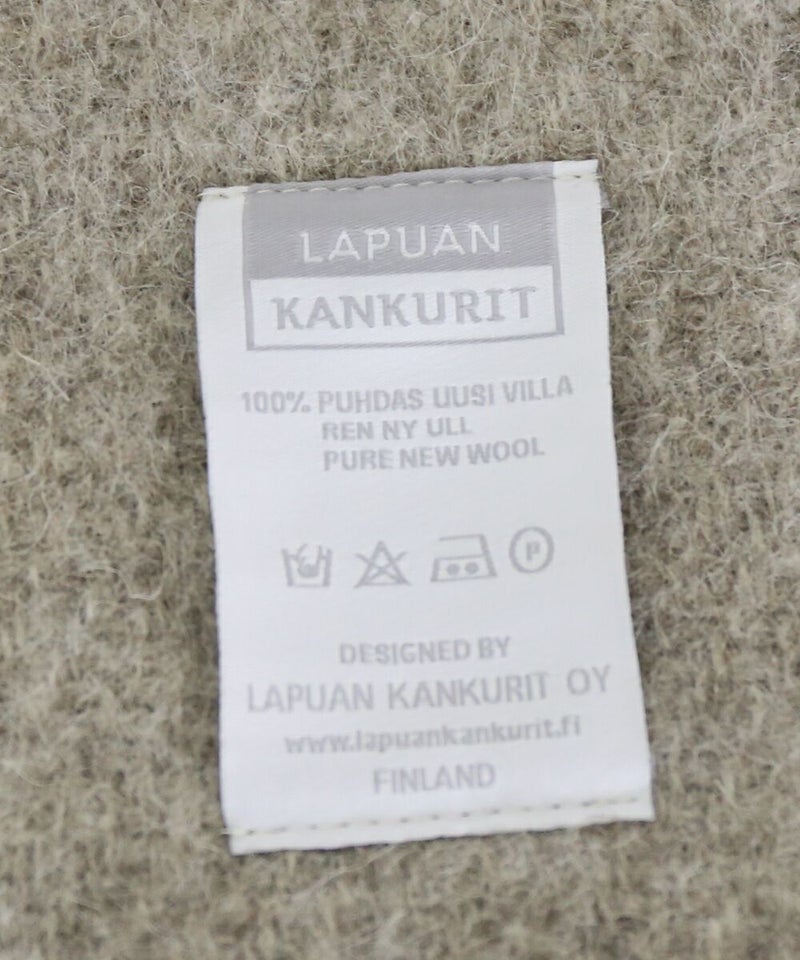 LAPUAN
KANKURIT
100% PUHDAS UUSI VILLA
REN NY ULL
PURE NEW WOOL
P
DESIGNED BY
LAPUAN KANKURIT OY
www.lapuankankurit.fi
FINLAND